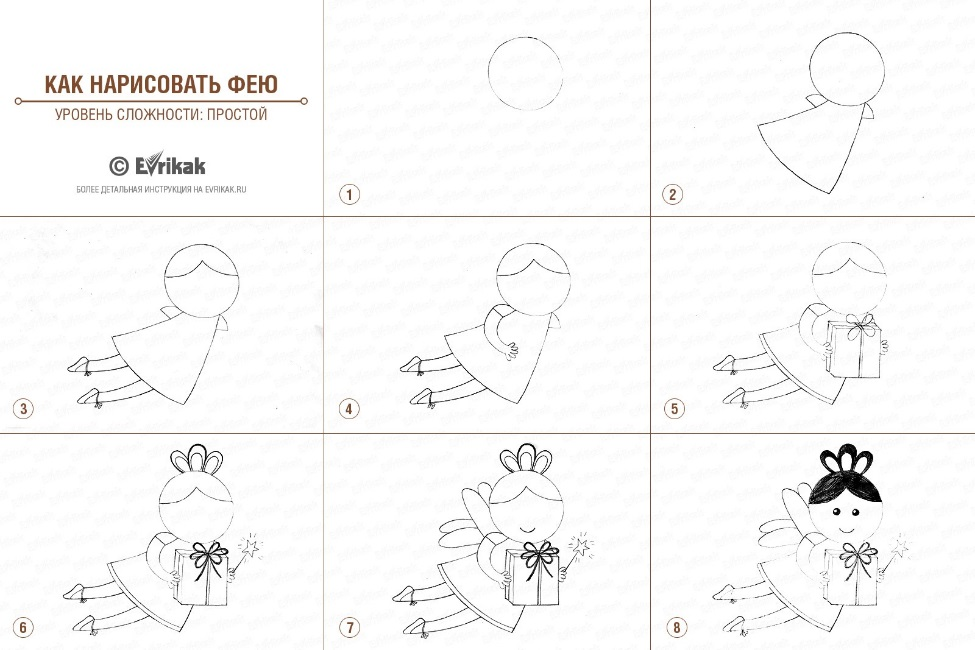 КАК НАРИСОВАТЬ ФЕЮ
УРОВЕНЬ СЛОЖНОСТИ: ПРОСТОЙ
© Evrikak
БОЛЕЕ ДЕТАЛЬНАЯ ИНСТРУКЦИЯ НА EVRIKAK.RU
1
2
3
4
5
6
7
8